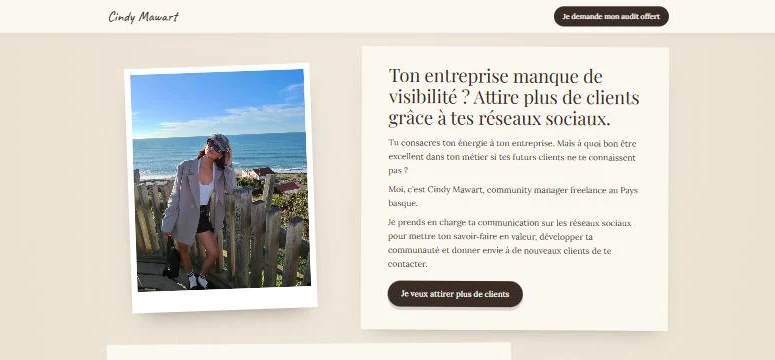 Cindy Mawart
Je demande mon audit offert
Ton entreprise manque de
visibilité ? Attire plus de clients
grâce à tes réseaux sociaux.
Tu consacres ton énergie à ton entreprise. Mais à quoi bon être
excellent dans ton métier si tes futurs clients ne te connaissent
pas ?
Moi, c'est Cindy Mawart, community manager freelance au Pays
basque.
Je prends en charge ta communication sur les réseaux sociaux
pour mettre ton savoir-faire en valeur, développer ta
communauté et donner envie à de nouveaux clients de te
contacter.
Je veux attirer plus de clients